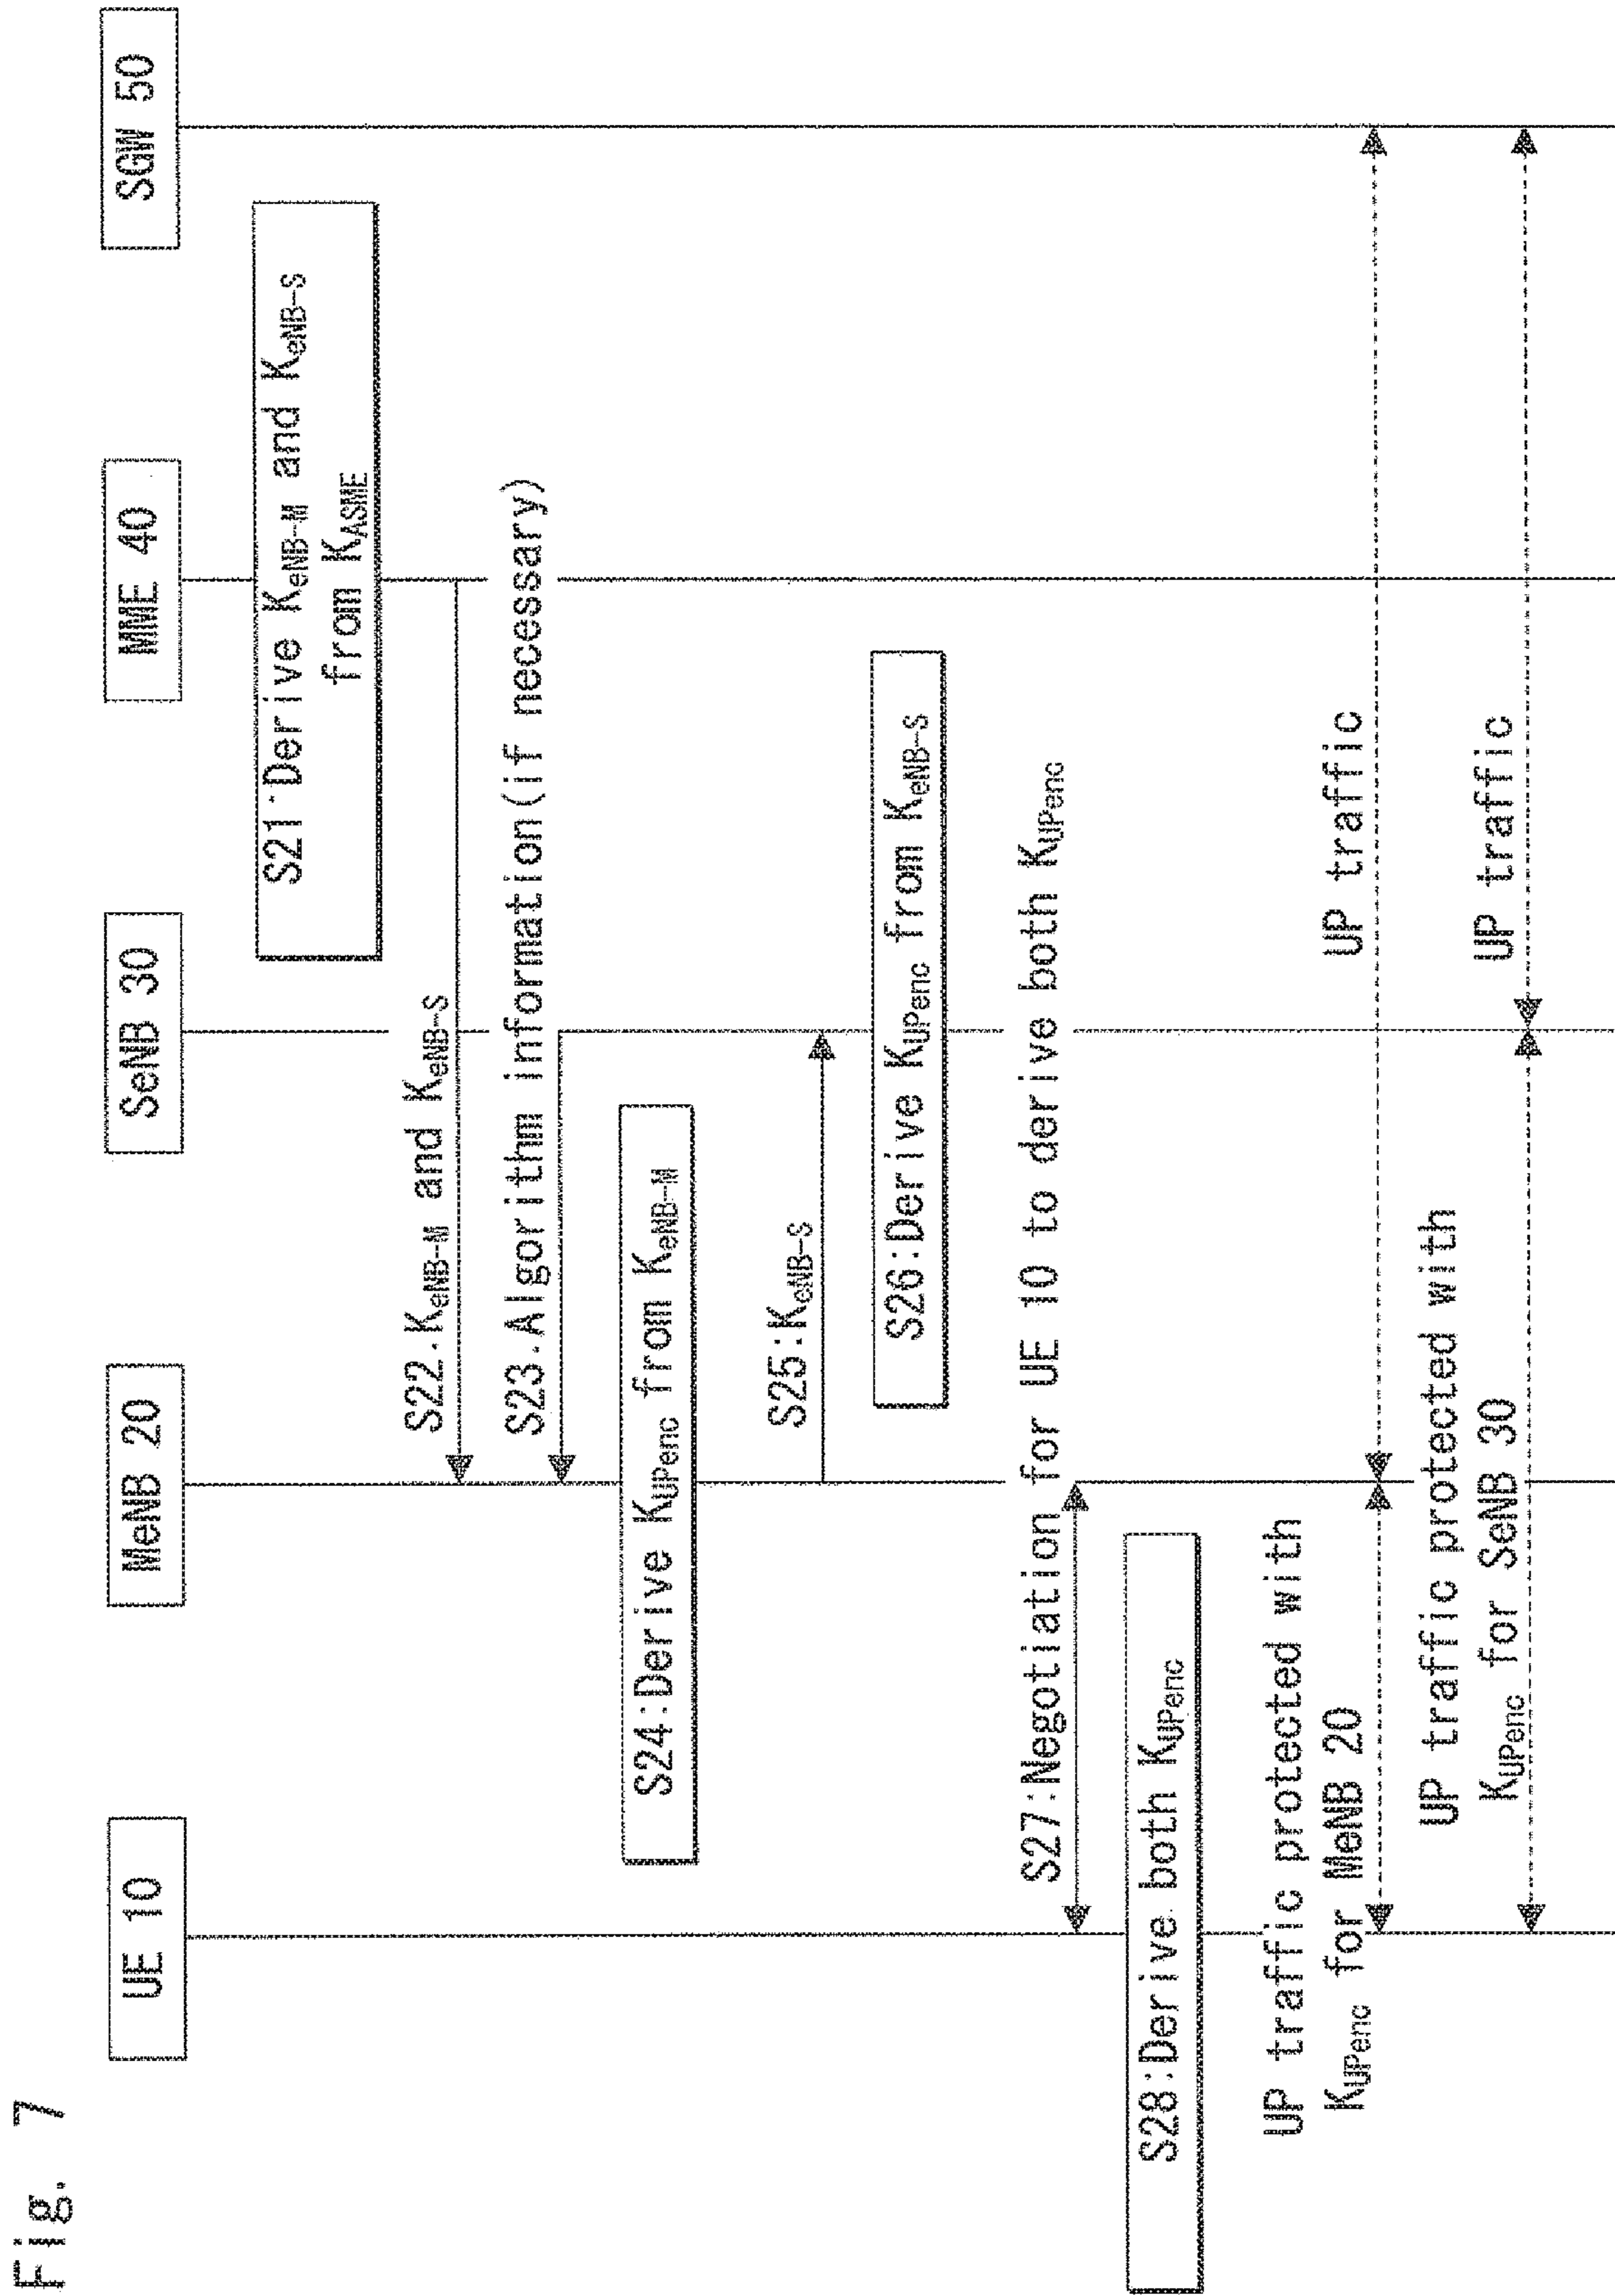 Fig. 7
UE 10
MeNB 20
SeNB 30
MME 40
SGW 50
S21:Derive KeNB-M and KeNB-S
from KASME
S22.KeNB-M and KeNB-S
S23.Algorithm information(if necessary)
S24:Derive KUPenc from KeNB-M
S25:KeNB-S
S26:Derive KUPenc from KeNB-S
S27:Negotiation for UE 10 to derive both KUPenc
S28:Derive both KUPenc
UP traffic protected with
KUPenc for MeNB 20
UP traffic
UP traffic protected with
KUPenc for SeNB 30
UP traffic